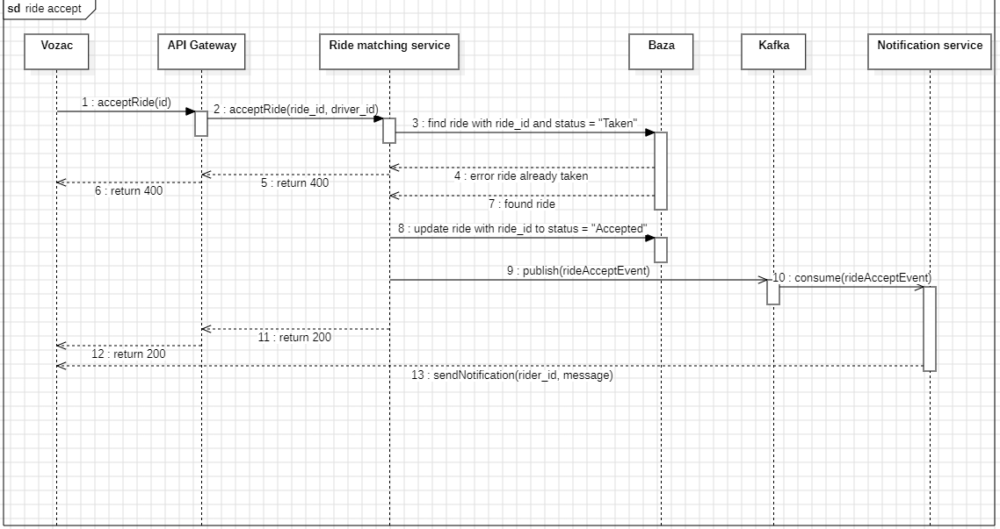 sd ride accept
Vozac
API Gateway
Ride matching service
Baza
Kafka
Notification service
1 : acceptRide(id)
2 : acceptRide(ride_id, driver_id)
3 : find ride with ride_id and status = "Taken"
4 : error ride already taken
5 : return 400
6 : return 400
7 : found ride
8 : update ride with ride_id to status = "Accepted"
9 : publish(rideAcceptEvent)
10 : consume(rideAcceptEvent)
11 : return 200
12 : return 200
13 : sendNotification(rider_id, message)